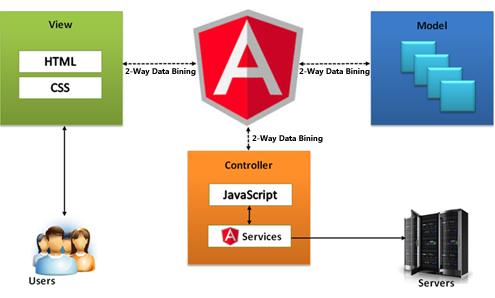 View
HTML
CSS
2-Way Data Bining
A
2-Way Data Bining
Model
2-Way Data Bining
Controller
JavaScript
A Services
Users
Servers